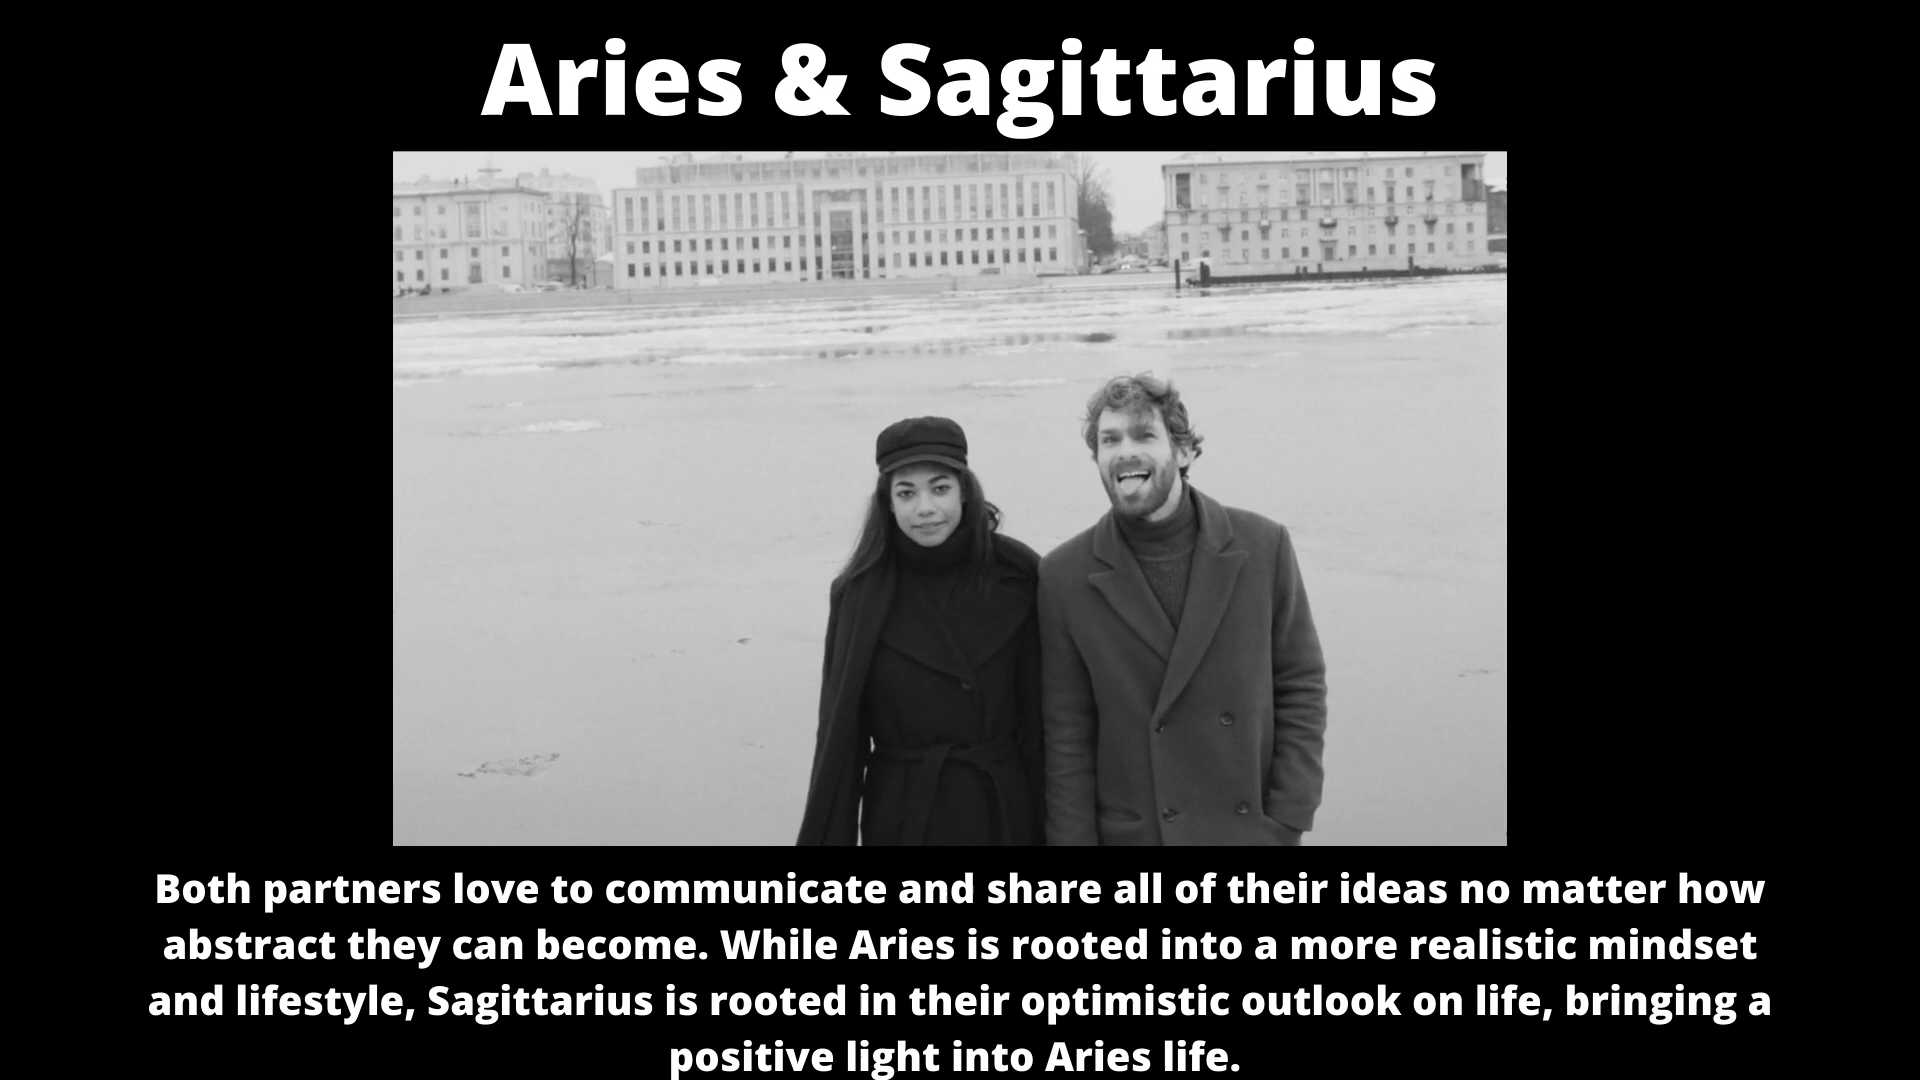 Aries & Sagittarius
Both partners love to communicate and share all of their ideas no matter how
abstract they can become. While Aries is rooted into a more realistic mindset
and lifestyle, Sagittarius is rooted in their optimistic outlook on life, bringing a
positive light into Aries life.